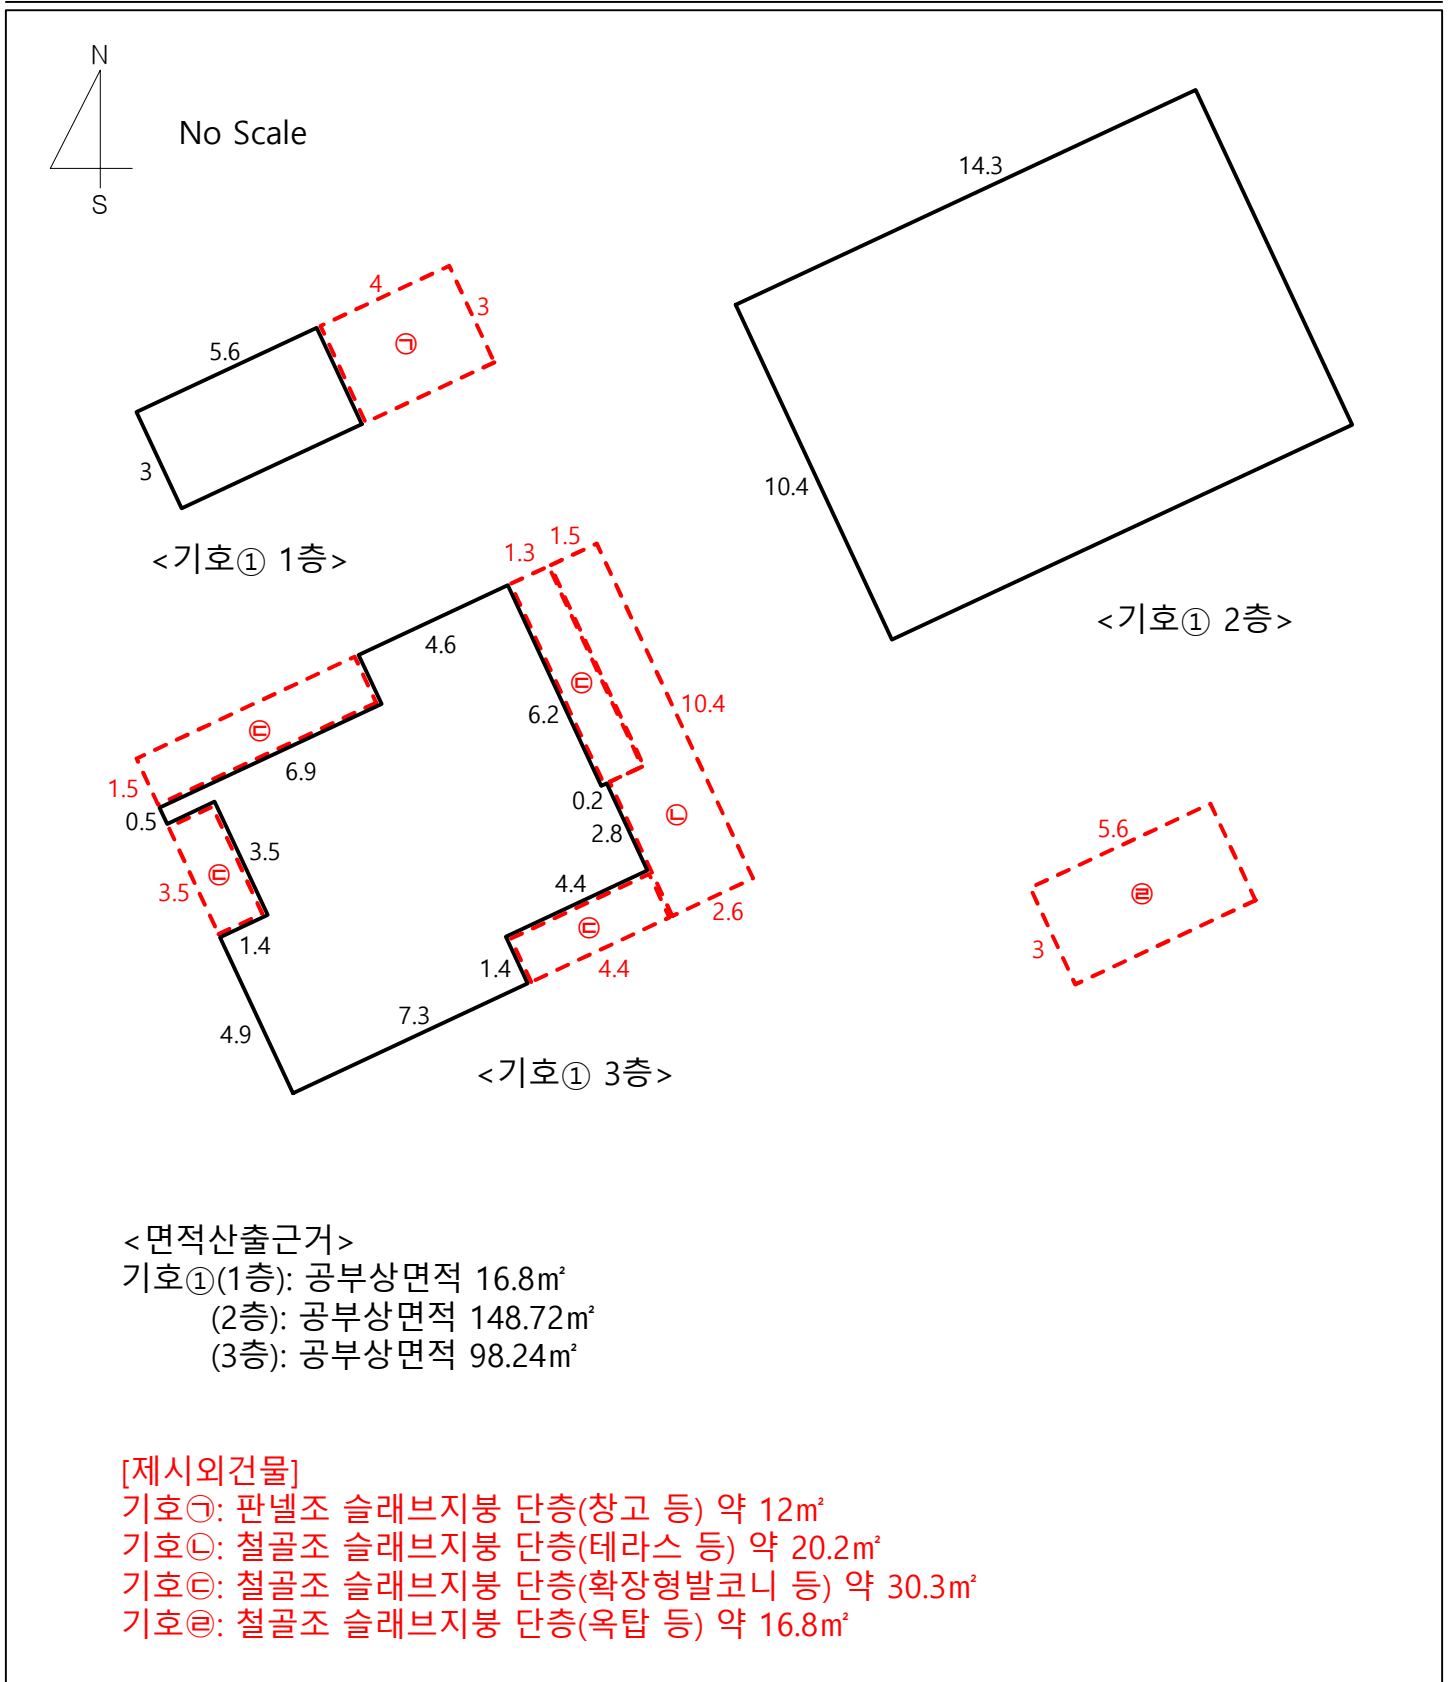 N
No Scale
S
14.3
10.4
<기호① 2층>
4
3
㉠
5.6
3
<기호① 1층>
1.3
1.5
4.6
㉢
6.2
10.4
㉢
6.9
1.5
0.5
0.2
2.8
㉡
3.5
㉢
3.5
4.4
㉢
2.6
1.4
1.4
4.4
4.9
7.3
<기호① 3층>
5.6
㉣
3
<면적산출근거>
기호①(1층): 공부상면적 16.8㎡
(2층): 공부상면적 148.72㎡
(3층): 공부상면적 98.24㎡
[제시외건물]
기호㉠: 판넬조 슬래브지붕 단층(창고 등) 약 12㎡
기호㉡: 철골조 슬래브지붕 단층(테라스 등) 약 20.2㎡
기호㉢: 철골조 슬래브지붕 단층(확장형발코니 등) 약 30.3㎡
기호㉣: 철골조 슬래브지붕 단층(옥탑 등) 약 16.8㎡